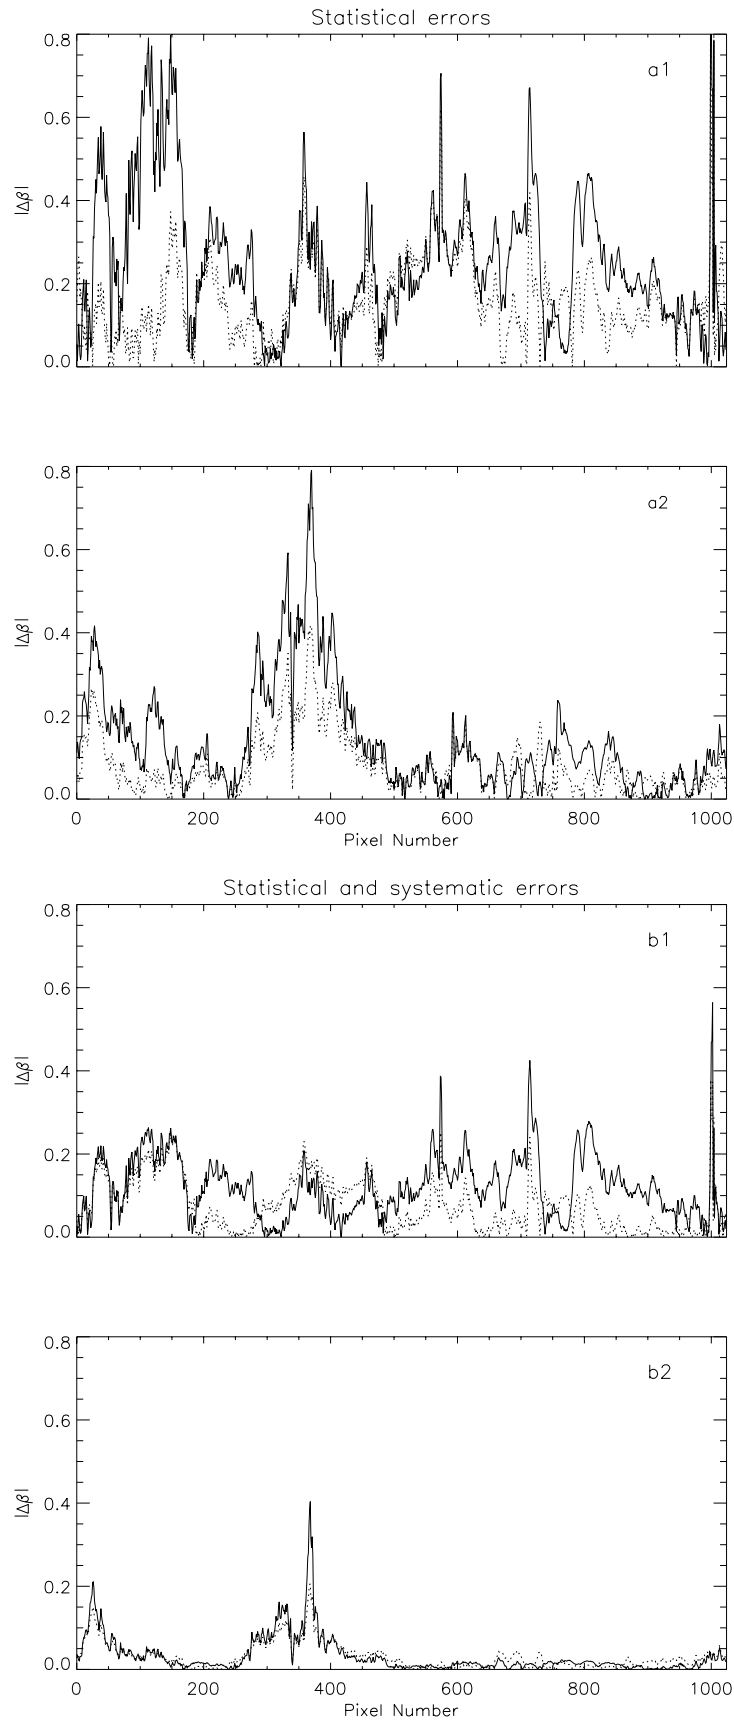 Statistical errors
0.8
a1
0.6
|Δβ|
0.4
0.2
0.0
0.8
a2
0.6
|Δβ|
0.4
0.2
0.0
0 200 400 600 800 1000
Pixel Number
Statistical and systematic errors
0.8
b1
0.6
|Δβ|
0.4
0.2
0.0
0.8
b2
0.6
|Δβ|
0.4
0.2
0.0
0 200 400 600 800 1000
Pixel Number